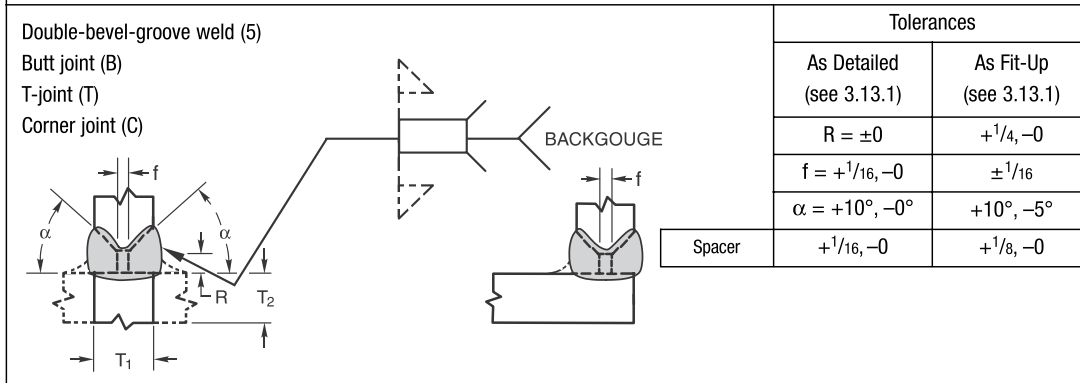 Double-bevel-groove weld (5)
Butt joint (B)
T-joint (T)
Corner joint (C)
BACKGOUGE
f
α
α
R
T2
T1
f
Tolerances
As Detailed
(see 3.13.1)
As Fit-Up
(see 3.13.1)
R = ±0
+1/4, –0
f = +1/16, –0
±1/16
α = +10°, –0°
+10°, –5°
Spacer
+1/16, –0
+1/8, –0